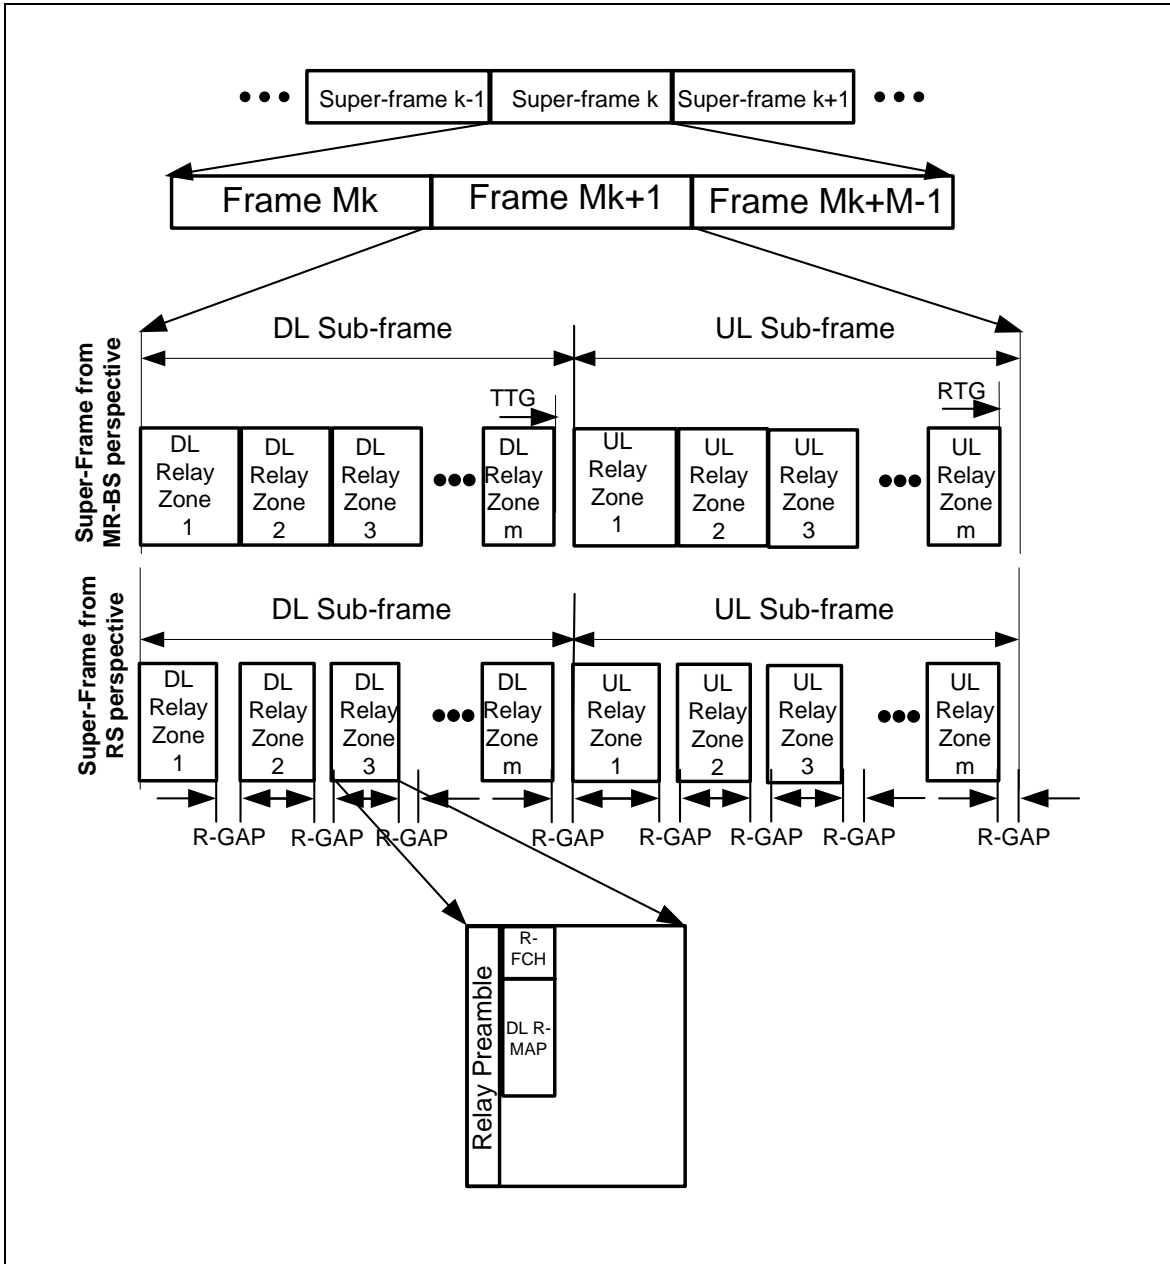 Super-frame k-1 Super-frame k Super-frame k+1
Frame Mk Frame Mk+1 Frame Mk+M-1
DL Sub-frame UL Sub-frame
Super-Frame from
MR-BS perspective
TTG
RTG
DL
Relay
Zone
1
DL
Relay
Zone
2
DL
Relay
Zone
3
DL
Relay
Zone
m
UL
Relay
Zone
1
UL
Relay
Zone
2
UL
Relay
Zone
3
UL
Relay
Zone
m
DL Sub-frame UL Sub-frame
Super-Frame from
RS perspective
DL
Relay
Zone
1
DL
Relay
Zone
2
DL
Relay
Zone
3
DL
Relay
Zone
m
UL
Relay
Zone
1
UL
Relay
Zone
2
UL
Relay
Zone
3
UL
Relay
Zone
m
R-GAP R-GAP R-GAP R-GAP R-GAP R-GAP R-GAP R-GAP
Relay Preamble
R-
FCH
DL R-
MAP